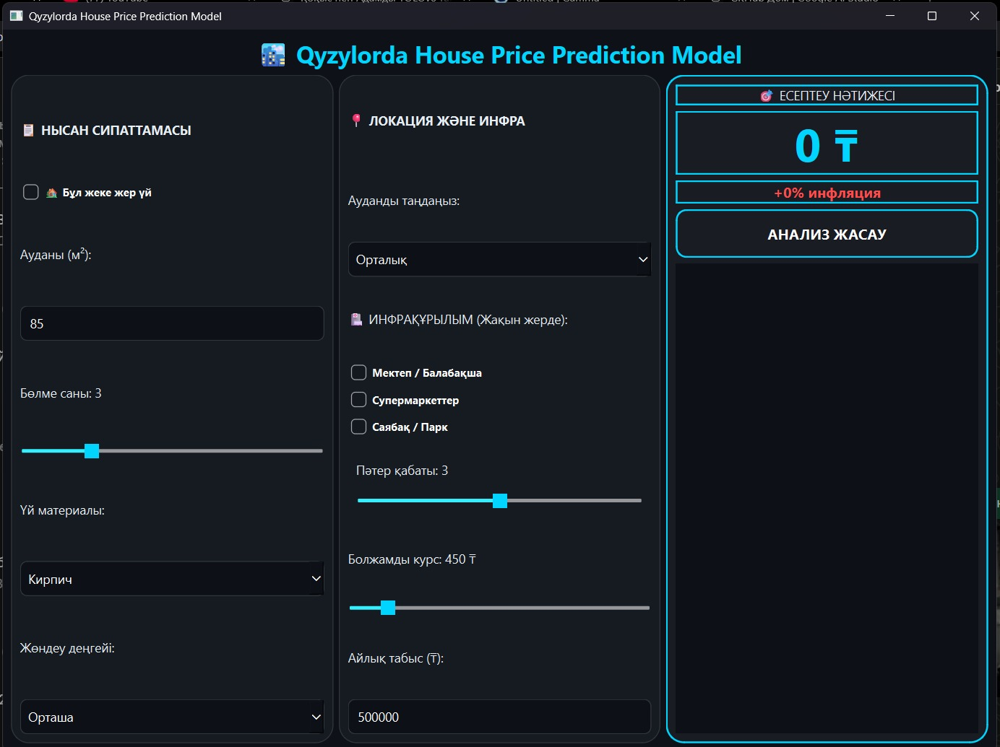 Qyzylorda House Price Prediction Model
Qyzylorda House Price Prediction Model
НЫСАН СИПАТТАМАСЫ
Бұл жеке жер үй
Ауданы (м²):
85
Бөлме саны: 3
Үй материалы:
Кирпич
Жөндеу деңгейі:
Орташа
ЛОКАЦИЯ ЖӘНЕ ИНФРА
Ауданды таңдаңыз:
Орталық
ИНФРАҚҰРЫЛЫМ (Жақын жерде):
Мектеп / Балабақша
Супермаркеттер
Саябақ / Парк
Пәтер қабаты: 3
Болжамды курс: 450 ₸
Айлық табыс (₸):
500000
ЕСЕПТЕУ НӘТИЖЕСІ
0 ₸
+0% инфляция
АНАЛИЗ ЖАСАУ